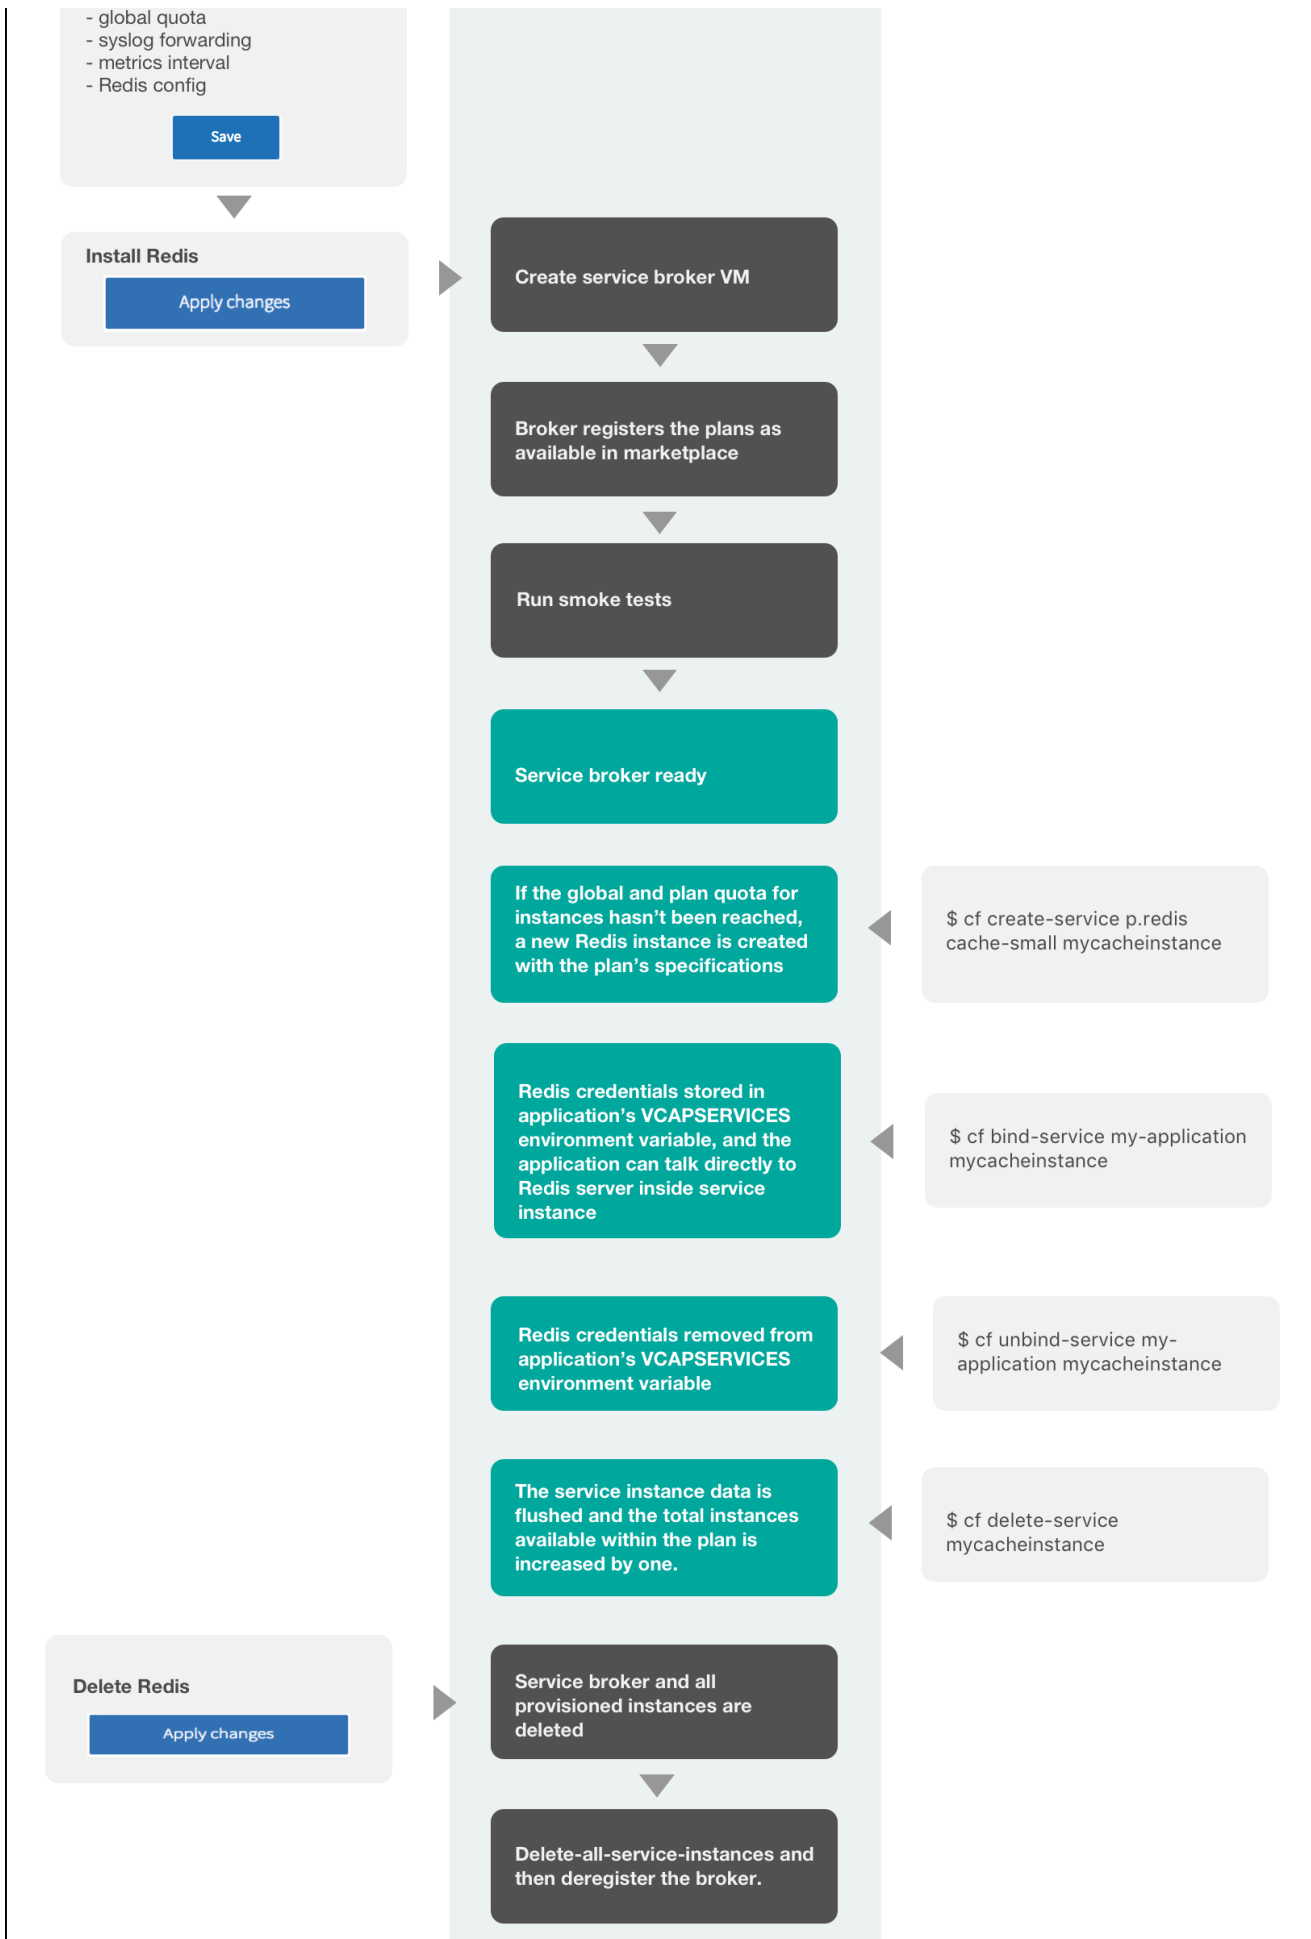 - global quota
- syslog forwarding
- metrics interval
- Redis config
Save
Install Redis
Apply changes
Create service broker VM
Broker registers the plans as
available in marketplace
Run smoke tests
Service broker ready
If the global and plan quota for
instances hasn't been reached,
a new Redis instance is created
with the plan's specifications
$ cf create-service p.redis
cache-small mycacheinstance
Redis credentials stored in
application's VCAPSERVICES
environment variable, and the
application can talk directly to
Redis server inside service
instance
$ cf bind-service my-application
mycacheinstance
Redis credentials removed from
application's VCAPSERVICES
environment variable
$ cf unbind-service my-
application mycacheinstance
The service instance data is
flushed and the total instances
available within the plan is
increased by one.
$ cf delete-service
mycacheinstance
Delete Redis
Apply changes
Service broker and all
provisioned instances are
deleted
Delete-all-service-instances and
then deregister the broker.